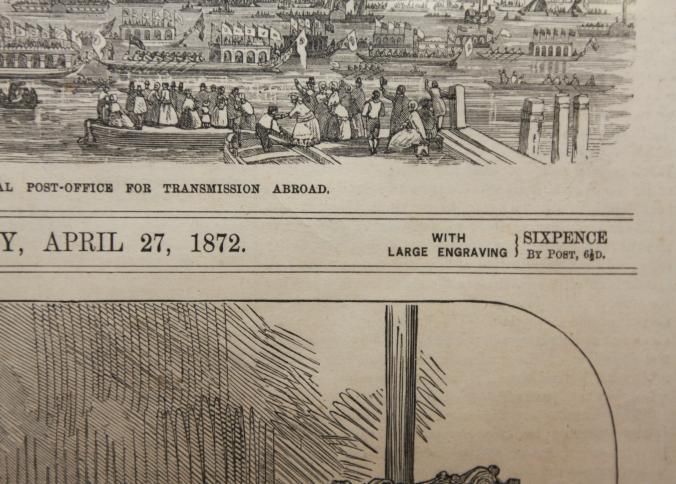 AL POST-OFFICE FOR TRANSMISSION ABROAD.
Y, APRIL 27, 1872.
WITH
LARGE ENGRAVING } SIXPENCE
BY POST, 6½D.